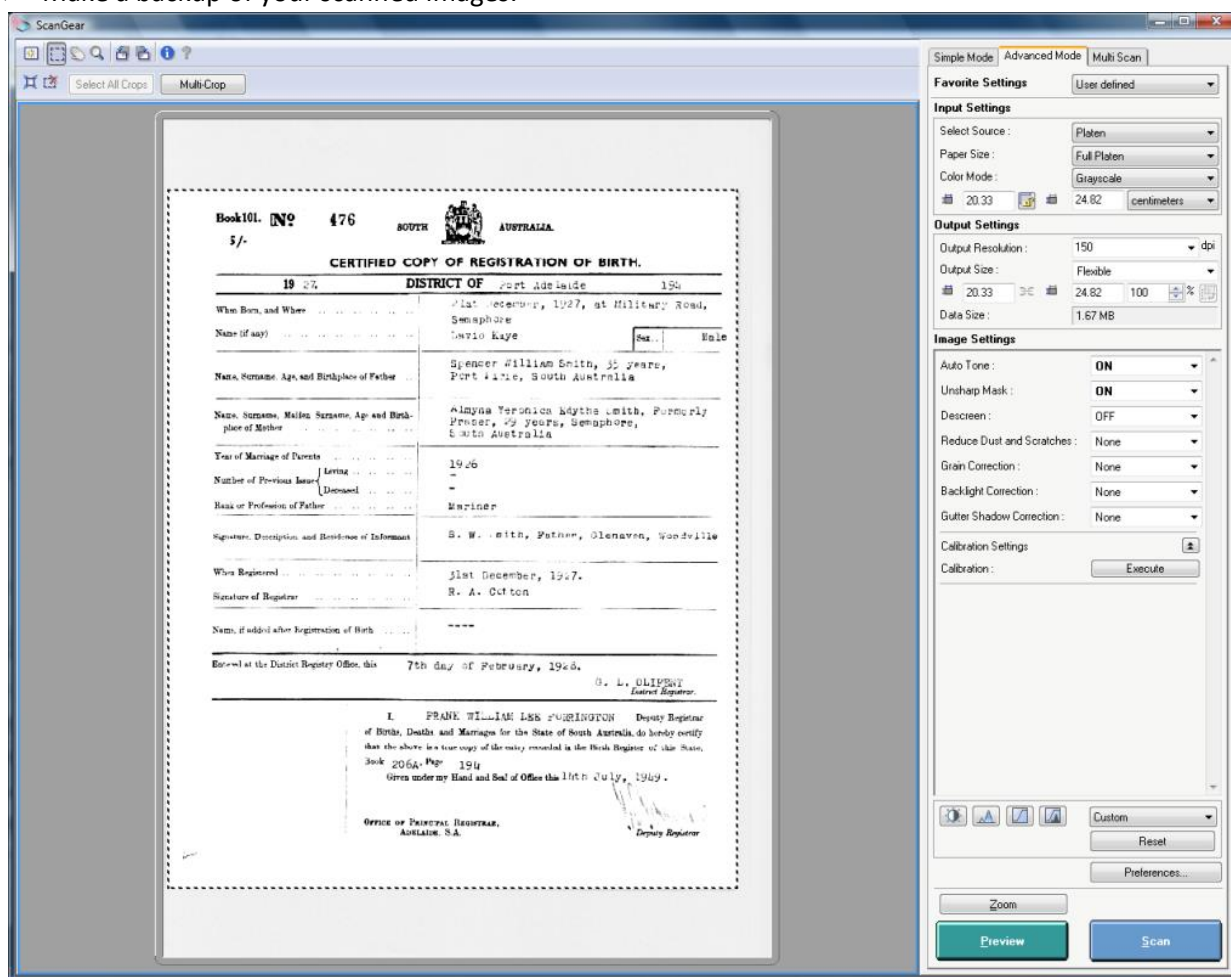 Make a backup of your scanned images.
ScanGear
Select All Crops Multi-Crop
Simple Mode Advanced Mode Multi Scan
Favorite Settings User defined
Input Settings
Select Source : Platen
Paper Size : Full Platen
Color Mode : Grayscale
20.33 24.82 centimeters
Output Settings
Output Resolution : 150 dpi
Output Size : Flexible
20.33 24.82 100 %
Data Size : 1.67 MB
Image Settings
Auto Tone : ON
Unsharp Mask : ON
Descreen : OFF
Reduce Dust and Scratches : None
Grain Correction : None
Backlight Correction : None
Gutter Shadow Correction : None
Calibration Settings
Calibration : Execute
Custom
Reset
Preferences...
Zoom
Preview Scan
Book101. Nº 476 SOUTH AUSTRALIA.
5/-
CERTIFIED COPY OF REGISTRATION OF BIRTH.
19 27. DISTRICT OF Port Adelaide 194
When Born, and Where 21st December, 1927, at Military Road,
Semaphore
Name (if any) Kaye Sex.. Male
Spencer William Smith, 35 years,
Name, Surname, Age, and Birthplace of Father .. Port Pirie, South Australia
Name, Surname, Maiden Surname, Age and Birth- Veronica Edythe Smith, Formerly
place of Mother Fraser, 29 years, Semaphore,
South Australia
Year of Marriage of Parents 1926
Number of Previous Issue Living -
Deceased -
Rank or Profession of Father Mariner
Signature, Description and Residence of Informant S. W. Smith, Father, Glenavon, Woodville
When Registered 31st December, 1927.
Signature of Registrar R. A.
Name, if added after Registration of Birth ----
Entered at the District Registry Office, this 7th day of February, 1928.
G. L. OLIPENT
District Registrar.
I, FRANK WILLIAM LEE Deputy Registrar
of Births, Deaths and Marriages for the State of South Australia, do hereby certify
that the above is a true copy of the entry recorded in the Birth Register of this State,
Book 206A. Page 194
Given under my Hand and Seal of Office this 14th July, 1949.
OFFICE OF PRINCIPAL REGISTRAR,
ADELAIDE. S.A. Deputy Registrar